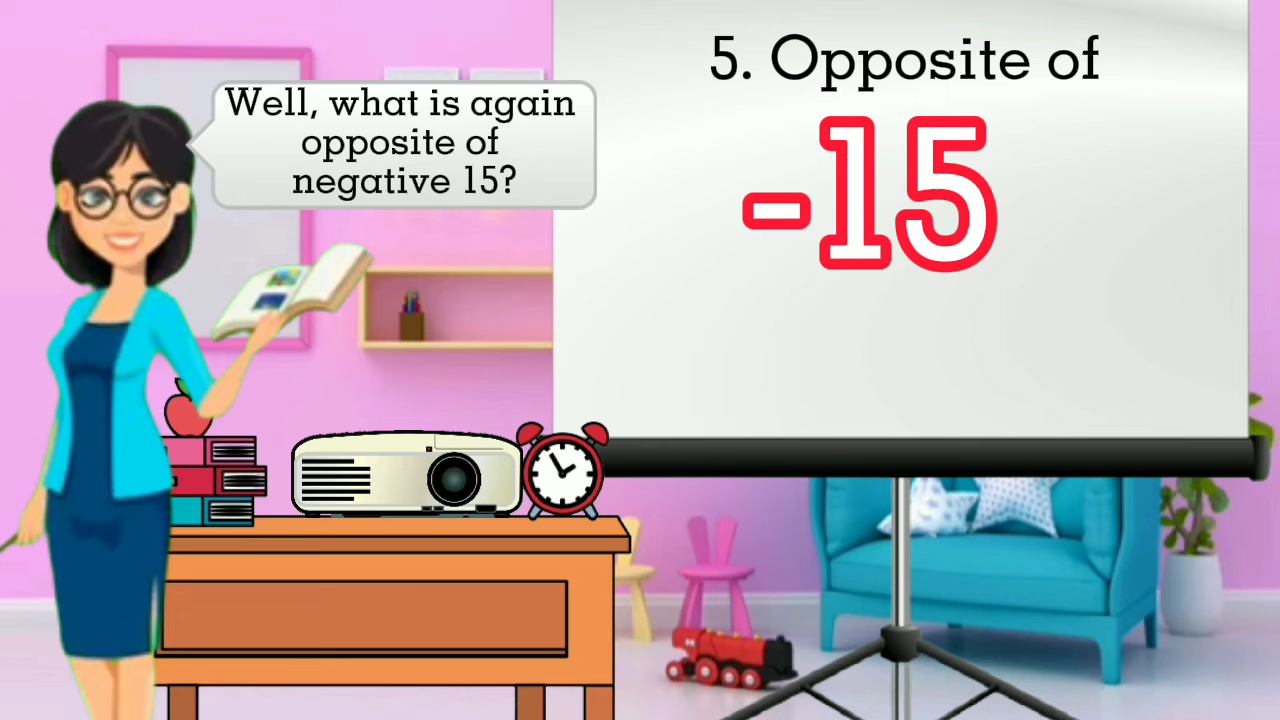 5. Opposite of
-15
Well, what is again
opposite of
negative 15?